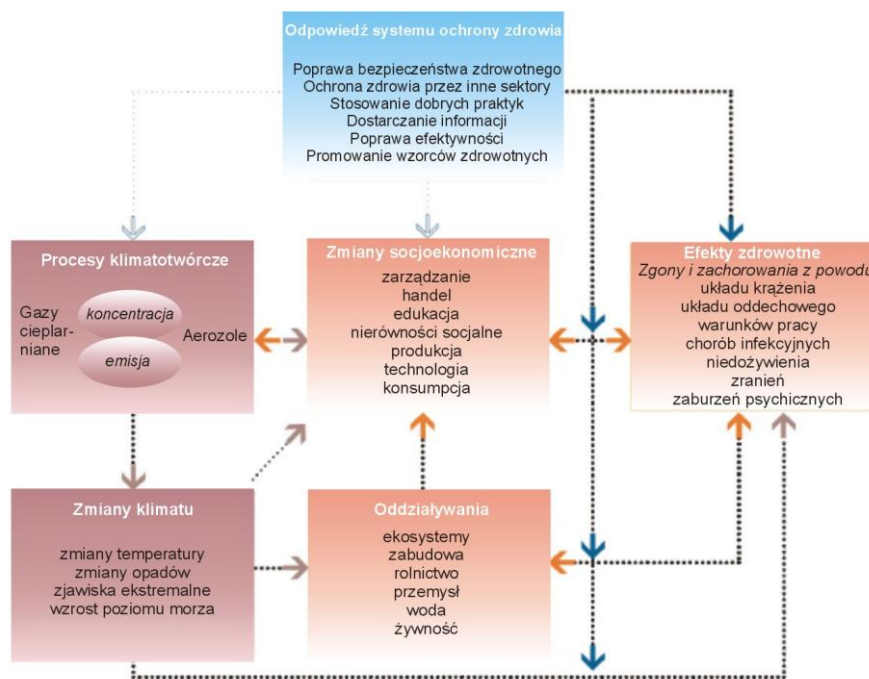 Odpowiedź systemu ochrony zdrowia
Poprawa bezpieczeństwa zdrowotnego
Ochrona zdrowia przez inne sektory
Stosowanie dobrych praktyk
Dostarczanie informacji
Poprawa efektywności
Promowanie wzorców zdrowotnych
Procesy klimatotwórcze
Gazy
cieplar-
niane
koncentracja
emisja
Aerozole
Zmiany socjoekonomiczne
zarządzanie
handel
edukacja
nierówności socjalne
produkcja
technologia
konsumpcja
Efekty zdrowotne
Zgony i zachorowania z powodu
układu krążenia
układu oddechowego
warunków pracy
chorób infekcyjnych
niedożywienia
zranień
zaburzeń psychicznych
Zmiany klimatu
zmiany temperatury
zmiany opadów
zjawiska ekstremalne
wzrost poziomu morza
Oddziaływania
ekosystemy
zabudowa
rolnictwo
przemysł
woda
żywność